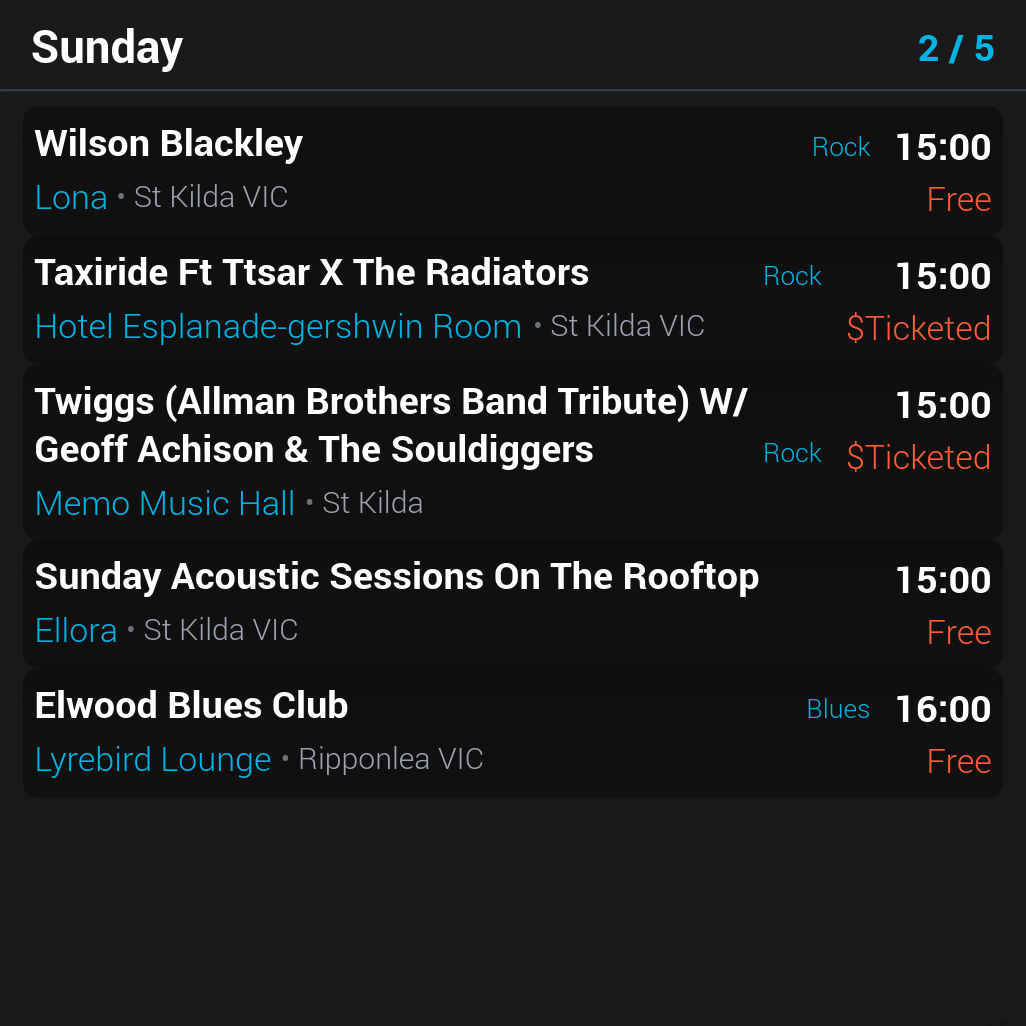 Sunday 2 / 5
Wilson Blackley Rock 15:00
Lona • St Kilda VIC Free
Taxiride Ft Ttsar X The Radiators Rock 15:00
Hotel Esplanade-gershwin Room • St Kilda VIC $Ticketed
Twiggs (Allman Brothers Band Tribute) W/ 15:00
Geoff Achison & The Souldiggers Rock $Ticketed
Memo Music Hall • St Kilda
Sunday Acoustic Sessions On The Rooftop 15:00
Ellora • St Kilda VIC Free
Elwood Blues Club Blues 16:00
Lyrebird Lounge • Ripponlea VIC Free